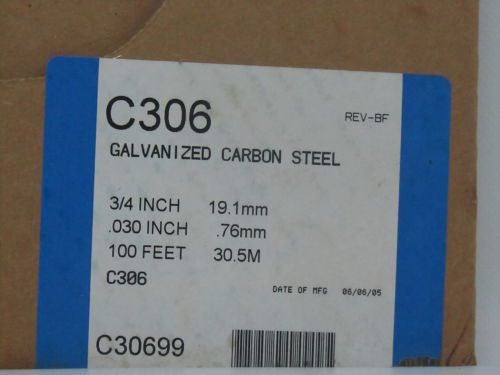 C306 REV-BF
GALVANIZED CARBON STEEL
3/4 INCH 19.1mm
.030 INCH .76mm
100 FEET 30.5M
C306
DATE OF MFG 06/06/05
C30699